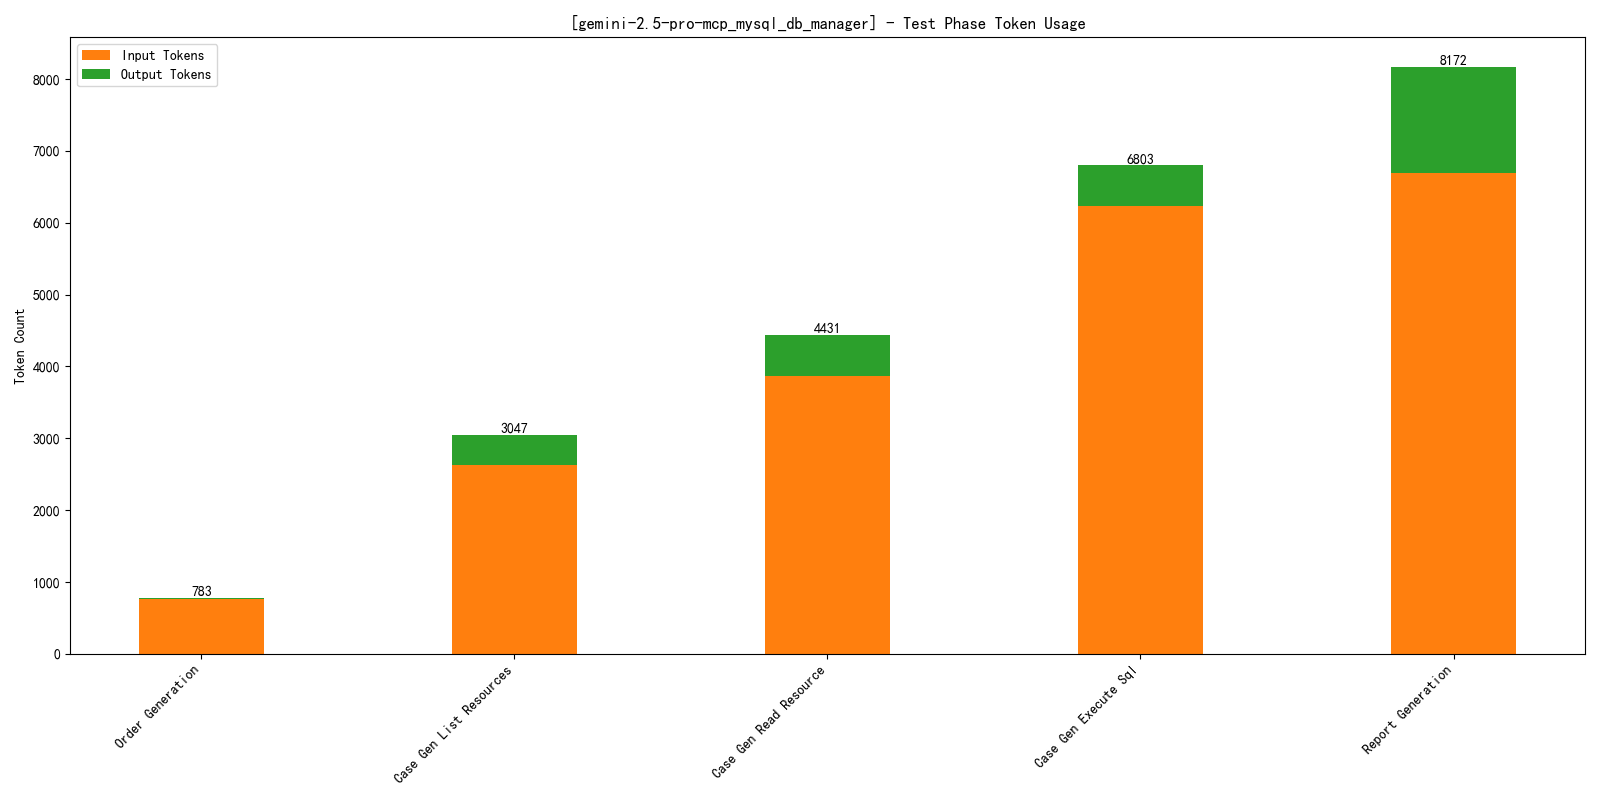 [gemini-2.5-pro-mcp_mysql_db_manager] - Test Phase Token Usage
Input Tokens
Output Tokens
Token Count
8000
7000
6000
5000
4000
3000
2000
1000
0
783
3047
4431
6803
8172
Order Generation
Case Gen List Resources
Case Gen Read Resource
Case Gen Execute Sql
Report Generation